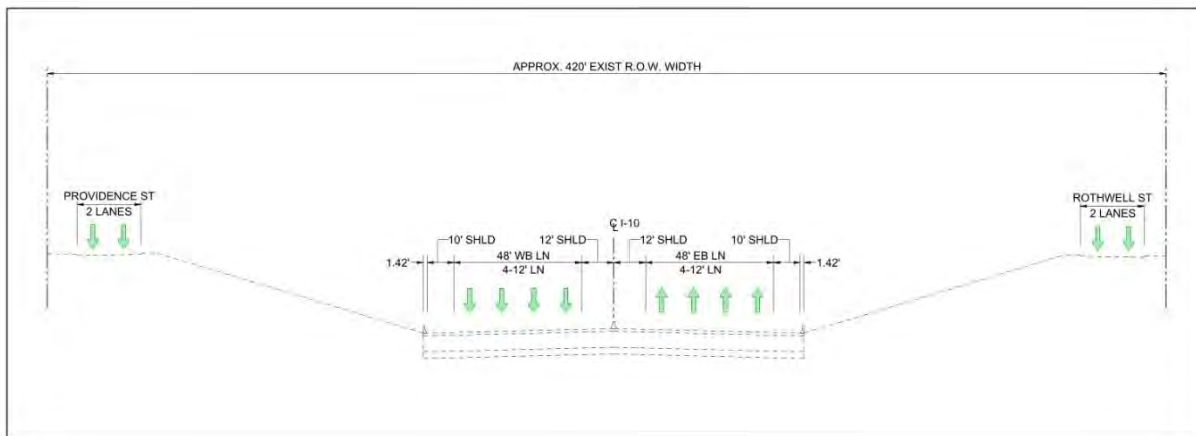 APPROX. 420' EXIST R.O.W. WIDTH
PROVIDENCE ST
2 LANES
ROTHWELL ST
2 LANES
℄ I-10
10' SHLD
12' SHLD
12' SHLD
10' SHLD
1.42'
48' WB LN
48' EB LN
1.42'
4-12' LN
4-12' LN